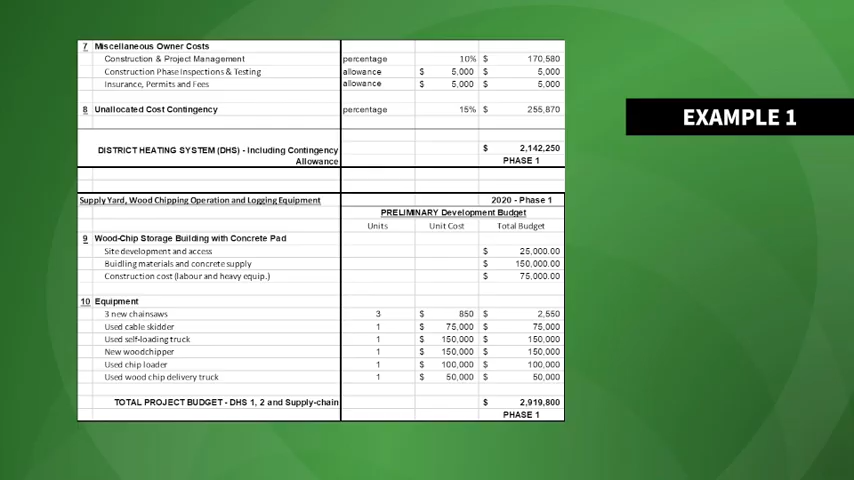 7 Miscellaneous Owner Costs
Construction & Project Management percentage 10% $ 170,580
Construction Phase Inspections & Testing allowance $ 5,000 $ 5,000
Insurance, Permits and Fees allowance $ 5,000 $ 5,000
8 Unallocated Cost Contingency percentage 15% $ 255,870
EXAMPLE 1
DISTRICT HEATING SYSTEM (DHS) - Including Contingency $ 2,142,250
Allowance PHASE 1
Supply Yard, Wood Chipping Operation and Logging Equipment 2020 - Phase 1
PRELIMINARY Development Budget
Units Unit Cost Total Budget
9 Wood-Chip Storage Building with Concrete Pad
Site development and access $ 25,000.00
Buidling materials and concrete supply $ 150,000.00
Construction cost (labour and heavy equip.) $ 75,000.00
10 Equipment
3 new chainsaws 3 $ 850 $ 2,550
Used cable skidder 1 $ 75,000 $ 75,000
Used self-loading truck 1 $ 150,000 $ 150,000
New woodchipper 1 $ 150,000 $ 150,000
Used chip loader 1 $ 100,000 $ 100,000
Used wood chip delivery truck 1 $ 50,000 $ 50,000
TOTAL PROJECT BUDGET - DHS 1, 2 and Supply-chain $ 2,919,800
PHASE 1